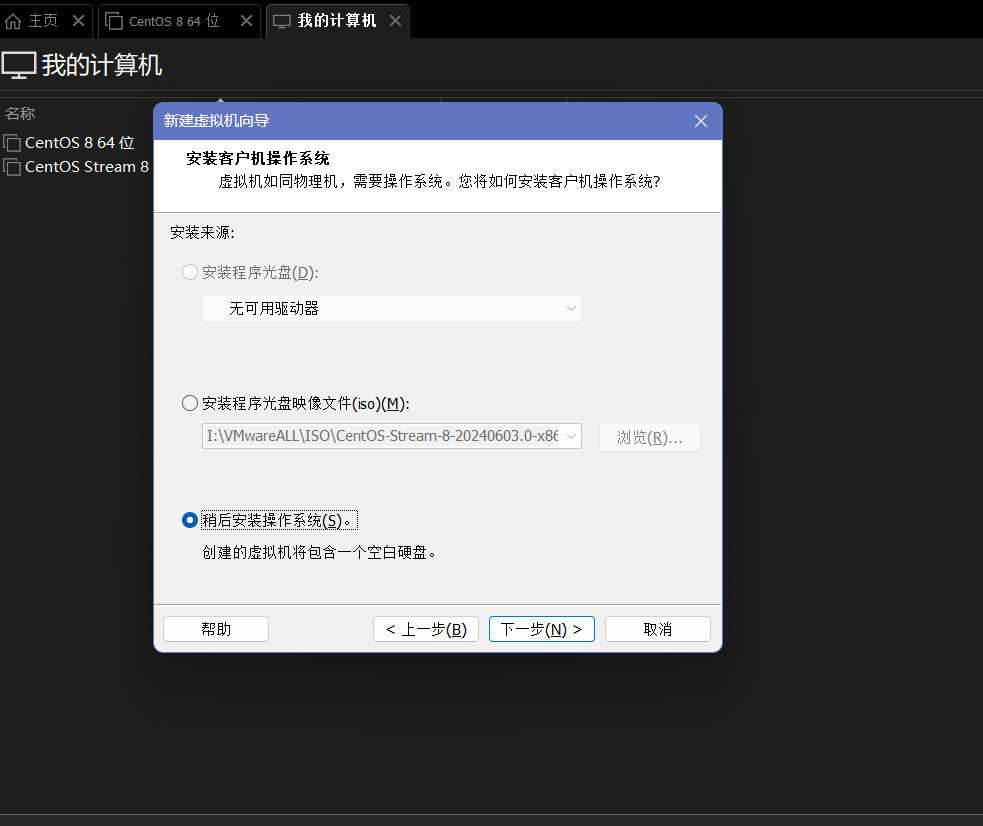 主页
CentOS 8 64 位
我的计算机
我的计算机
名称
CentOS 8 64 位
CentOS Stream 8
新建虚拟机向导
安装客户机操作系统
虚拟机如同物理机，需要操作系统。您将如何安装客户机操作系统?
安装来源:
安装程序光盘(D):
无可用驱动器
安装程序光盘映像文件(iso)(M):
I:\VMwareALL\ISO\CentOS-Stream-8-20240603.0-x86
浏览(R)...
稍后安装操作系统(S)。
创建的虚拟机将包含一个空白硬盘。
帮助
< 上一步(B)
下一步(N) >
取消